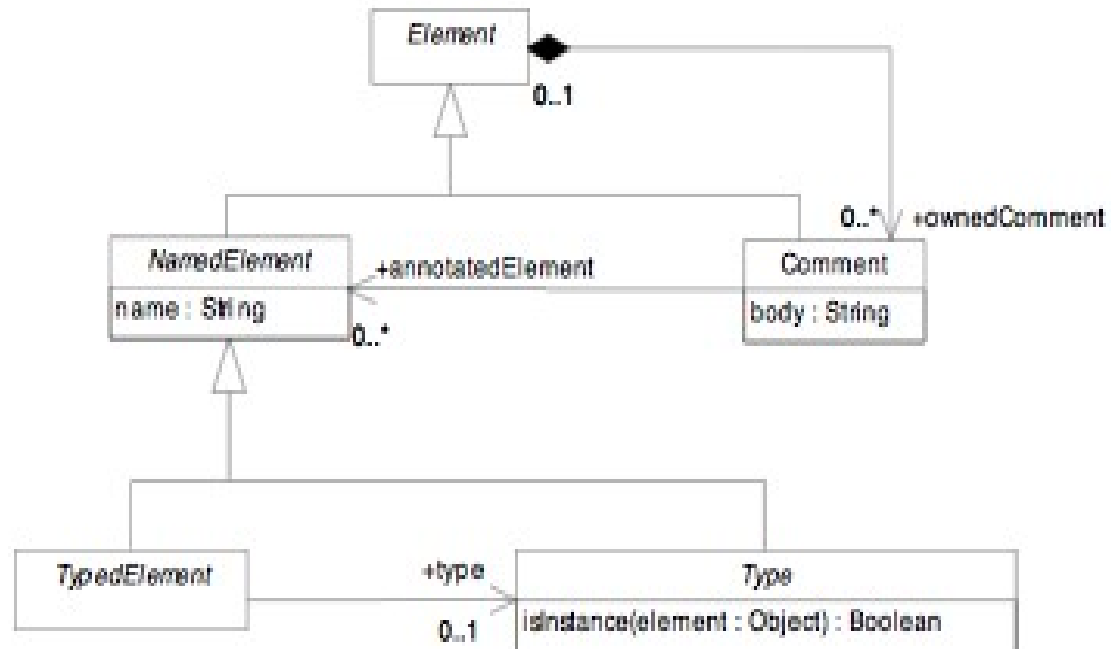 Element
0..1
0..*
+ownedComment
NamedElement
+annotatedElement
Comment
name : String
body : String
0..*
TypedElement
+type
Type
0..1
isInstance(element : Object) : Boolean